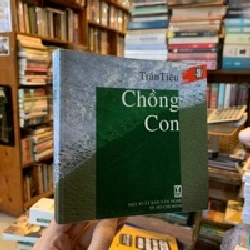 Trần Tiêu
Chồng
Con
NHÀ XUẤT BẢN VĂN NGHỆ
TP. HỒ CHÍ MINH